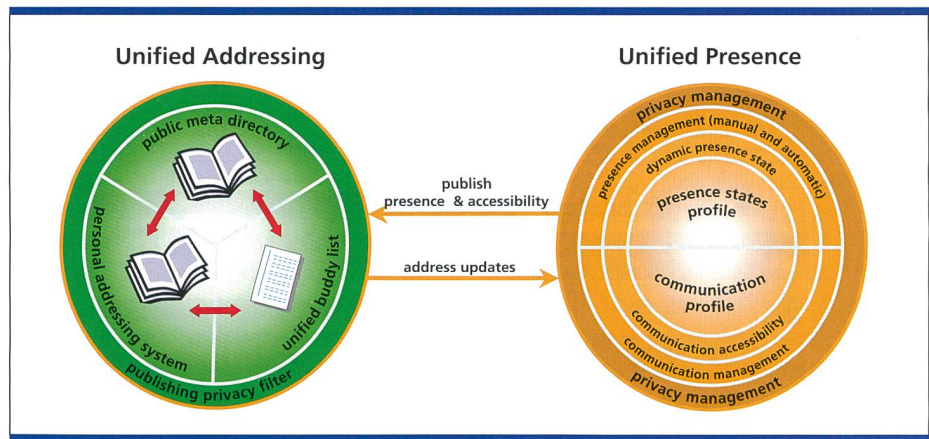 Unified Addressing
public meta directory
personal addressing system
unified buddy list
publishing privacy filter
publish
presence & accessibility
address updates
Unified Presence
privacy management
presence management (manual and automatic)
dynamic presence state
presence states
profile
communication
profile
communication accessibility
communication management
privacy management